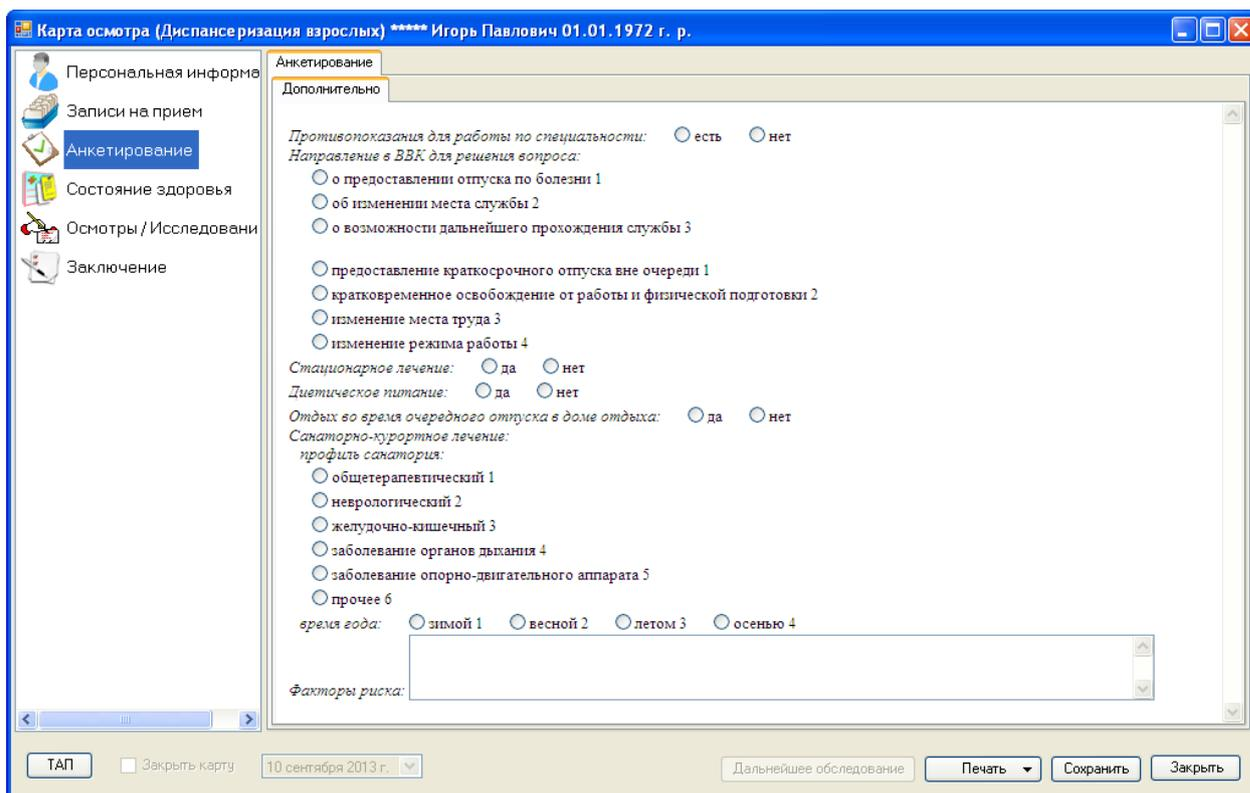 Карта осмотра (Диспансеризация взрослых) ***** Игорь Павлович 01.01.1972 г. р.
Персональная информа
Записи на прием
Анкетирование
Состояние здоровья
Осмотры / Исследовани
Заключение
Анкетирование
Дополнительно
Противопоказания для работы по специальности: есть нет
Направление в ВВК для решения вопроса:
о предоставлении отпуска по болезни 1
об изменении места службы 2
о возможности дальнейшего прохождения службы 3
предоставление краткосрочного отпуска вне очереди 1
кратковременное освобождение от работы и физической подготовки 2
изменение места труда 3
изменение режима работы 4
Стационарное лечение: да нет
Диетическое питание: да нет
Отдых во время очередного отпуска в доме отдыха: да нет
Санаторно-курортное лечение:
профиль санатория:
общетерапевтический 1
неврологический 2
желудочно-кишечный 3
заболевание органов дыхания 4
заболевание опорно-двигательного аппарата 5
прочее 6
время года: зимой 1 весной 2 летом 3 осенью 4
Факторы риска:
ТАП Закрыть карту 10 сентября 2013 г. Дальнейшее обследование Печать Сохранить Закрыть